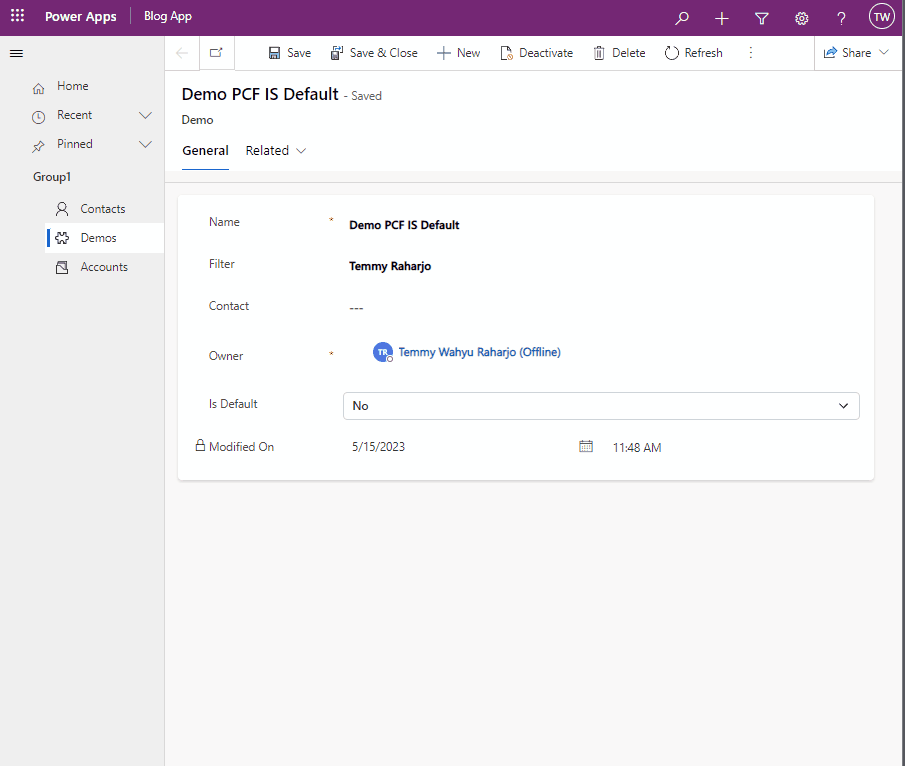 Power Apps Blog App TW
Save Save & Close New Deactivate Delete Refresh Share
Home
Recent
Pinned
Group1
Contacts
Demos
Accounts
Demo PCF IS Default - Saved
Demo
General Related
Name * Demo PCF IS Default
Filter Temmy Raharjo
Contact ---
Owner * TR Temmy Wahyu Raharjo (Offline)
Is Default No
Modified On 5/15/2023 11:48 AM